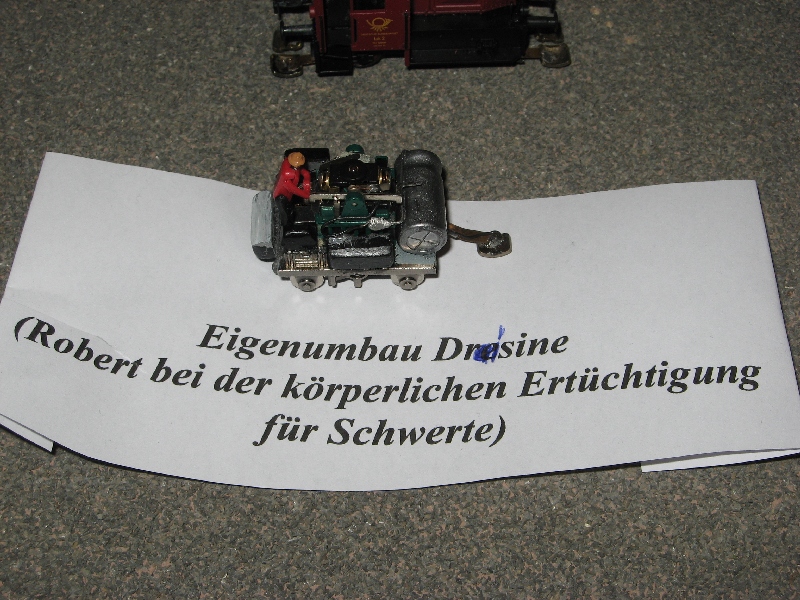 Eigenumbau Draisine
(Robert bei der körperlichen Ertüchtigung
für Schwerte)